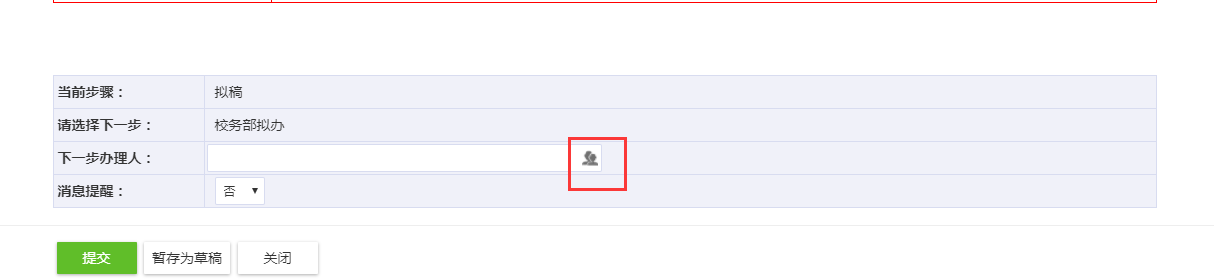 当前步骤： 拟稿
请选择下一步： 校务部拟办
下一步办理人：
消息提醒： 否
提交 暂存为草稿 关闭